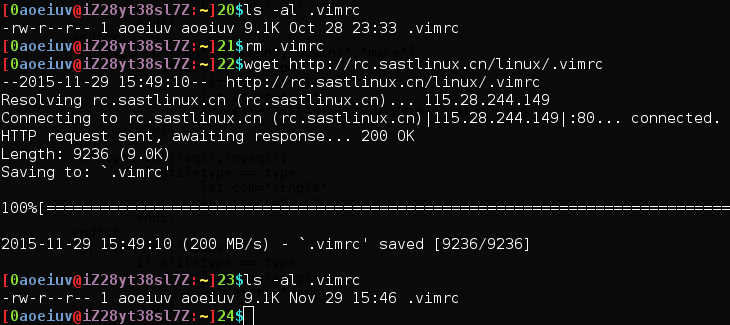 [0aoeiuv@iZ28yt38sl7Z:~]20$ls -al .vimrc
-rw-r--r-- 1 aoeiuv aoeiuv 9.1K Oct 28 23:33 .vimrc
[0aoeiuv@iZ28yt38sl7Z:~]21$rm .vimrc
[0aoeiuv@iZ28yt38sl7Z:~]22$wget http://rc.sastlinux.cn/linux/.vimrc
--2015-11-29 15:49:10-- http://rc.sastlinux.cn/linux/.vimrc
Resolving rc.sastlinux.cn (rc.sastlinux.cn)... 115.28.244.149
Connecting to rc.sastlinux.cn (rc.sastlinux.cn)|115.28.244.149|:80... connected.
HTTP request sent, awaiting response... 200 OK
Length: 9236 (9.0K)
Saving to: `.vimrc'
100%[==================================================================================
2015-11-29 15:49:10 (200 MB/s) - `.vimrc' saved [9236/9236]
[0aoeiuv@iZ28yt38sl7Z:~]23$ls -al .vimrc
-rw-r--r-- 1 aoeiuv aoeiuv 9.1K Nov 29 15:46 .vimrc
[0aoeiuv@iZ28yt38sl7Z:~]24$